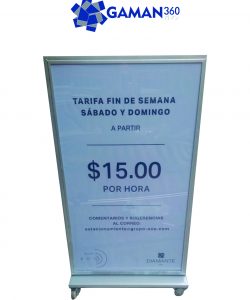 GAMAN360
TARIFA FIN DE SEMANA
SÁBADO Y DOMINGO
A PARTIR
$15.00
POR HORA
COMENTARIOS Y SUGERENCIAS
AL CORREO:
DIAMANTE